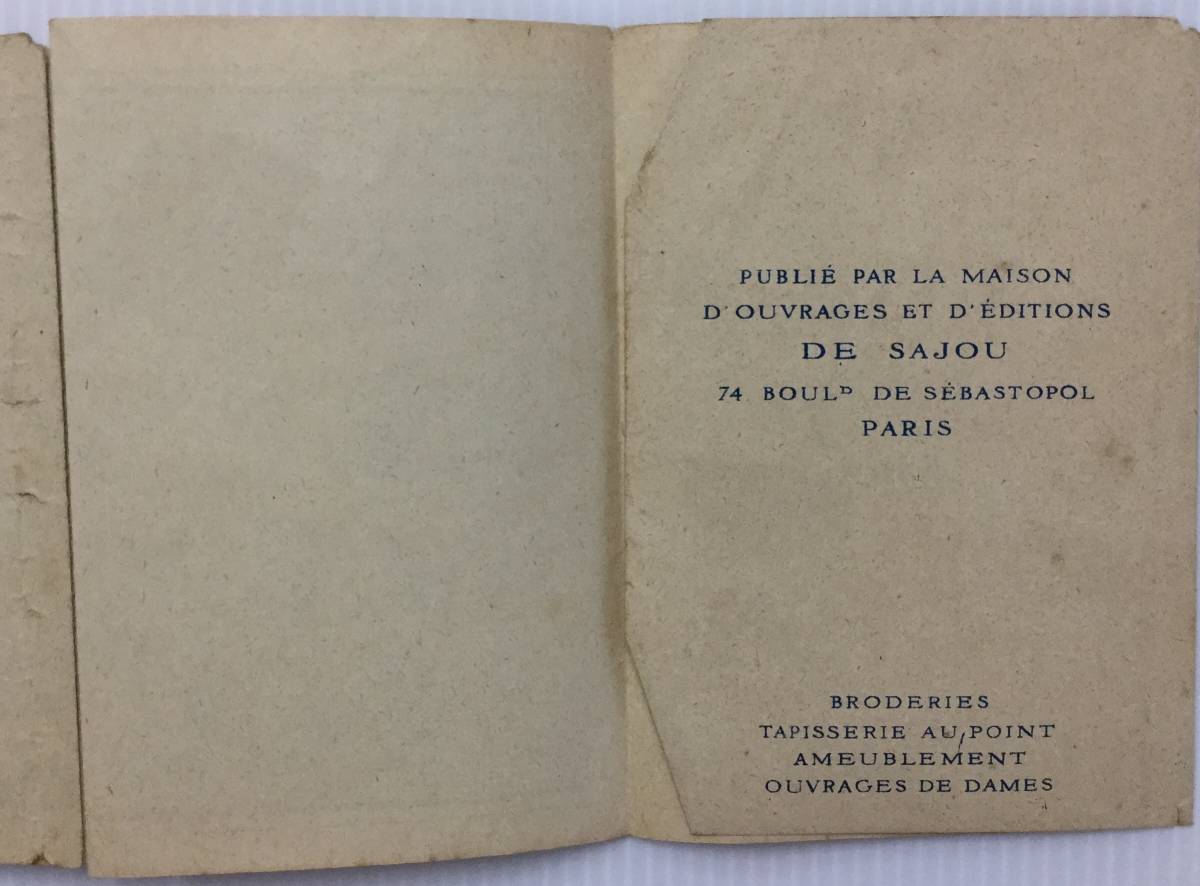 PUBLIÉ PAR LA MAISON
D'OUVRAGES ET D'ÉDITIONS
DE SAJOU
74 BOULD DE SÉBASTOPOL
PARIS
BRODERIES
TAPISSERIE AU POINT
AMEUBLEMENT
OUVRAGES DE DAMES